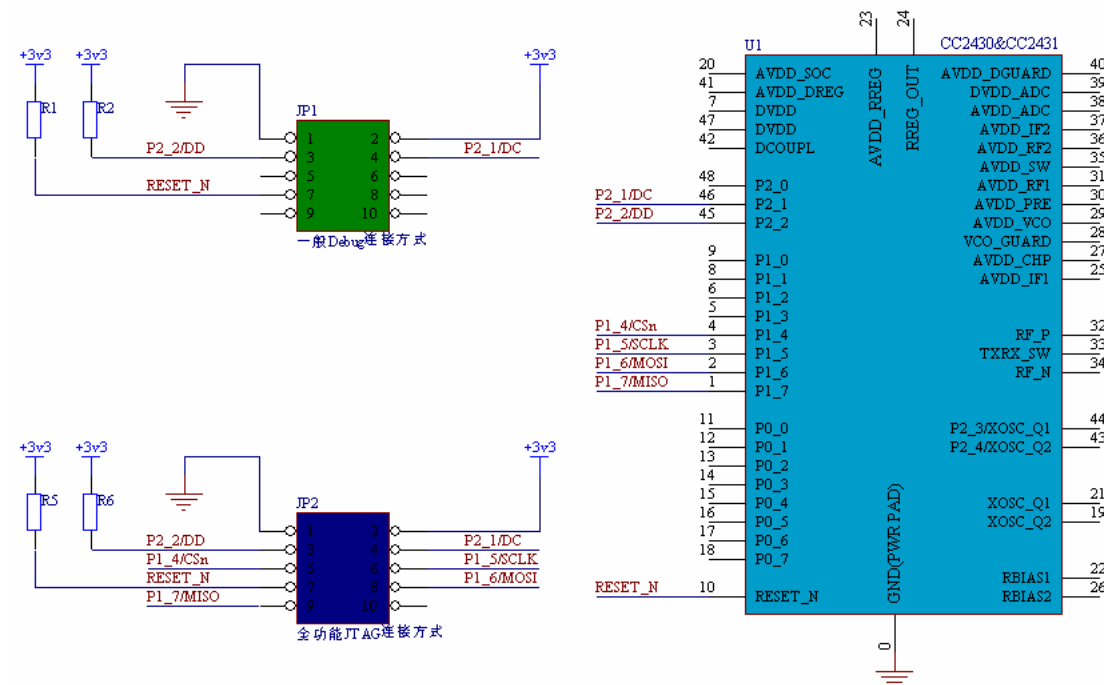 +3v3
+3v3
+3v3
R1
R2
JP1
1
2
3
4
5
6
7
8
9
10
P2_2/DD
P2_1/DC
RESET_N
一般Debug连接方式
+3v3
+3v3
+3v3
R5
R6
JP2
1
2
3
4
5
6
7
8
9
10
P2_2/DD
P2_1/DC
P1_4/CSn
P1_5/SCLK
RESET_N
P1_6/MOSI
P1_7/MISO
全功能JTAG连接方式
U1
CC2430&CC2431
23
24
AVDD_RREG
RREG_OUT
20 AVDD_SOC
41 AVDD_DREG
7 DVDD
47 DVDD
42 DCOUPL
48 P2_0
P2_1/DC 46 P2_1
P2_2/DD 45 P2_2
9 P1_0
8 P1_1
6 P1_2
5 P1_3
P1_4/CSn 4 P1_4
P1_5/SCLK 3 P1_5
P1_6/MOSI 2 P1_6
P1_7/MISO 1 P1_7
11 P0_0
12 P0_1
13 P0_2
14 P0_3
15 P0_4
16 P0_5
17 P0_6
18 P0_7
RESET_N 10 RESET_N
AVDD_DGUARD 40
DVDD_ADC 39
AVDD_ADC 38
AVDD_IF2 37
AVDD_RF2 36
AVDD_SW 35
AVDD_RF1 31
AVDD_PRE 30
AVDD_VCO 29
VCO_GUARD 28
AVDD_CHP 27
AVDD_IF1 25
RF_P 32
TXRX_SW 33
RF_N 34
P2_3/XOSC_Q1 44
P2_4/XOSC_Q2 43
XOSC_Q1 21
XOSC_Q2 19
RBIAS1 22
RBIAS2 26
GND(PWRPAD)
0